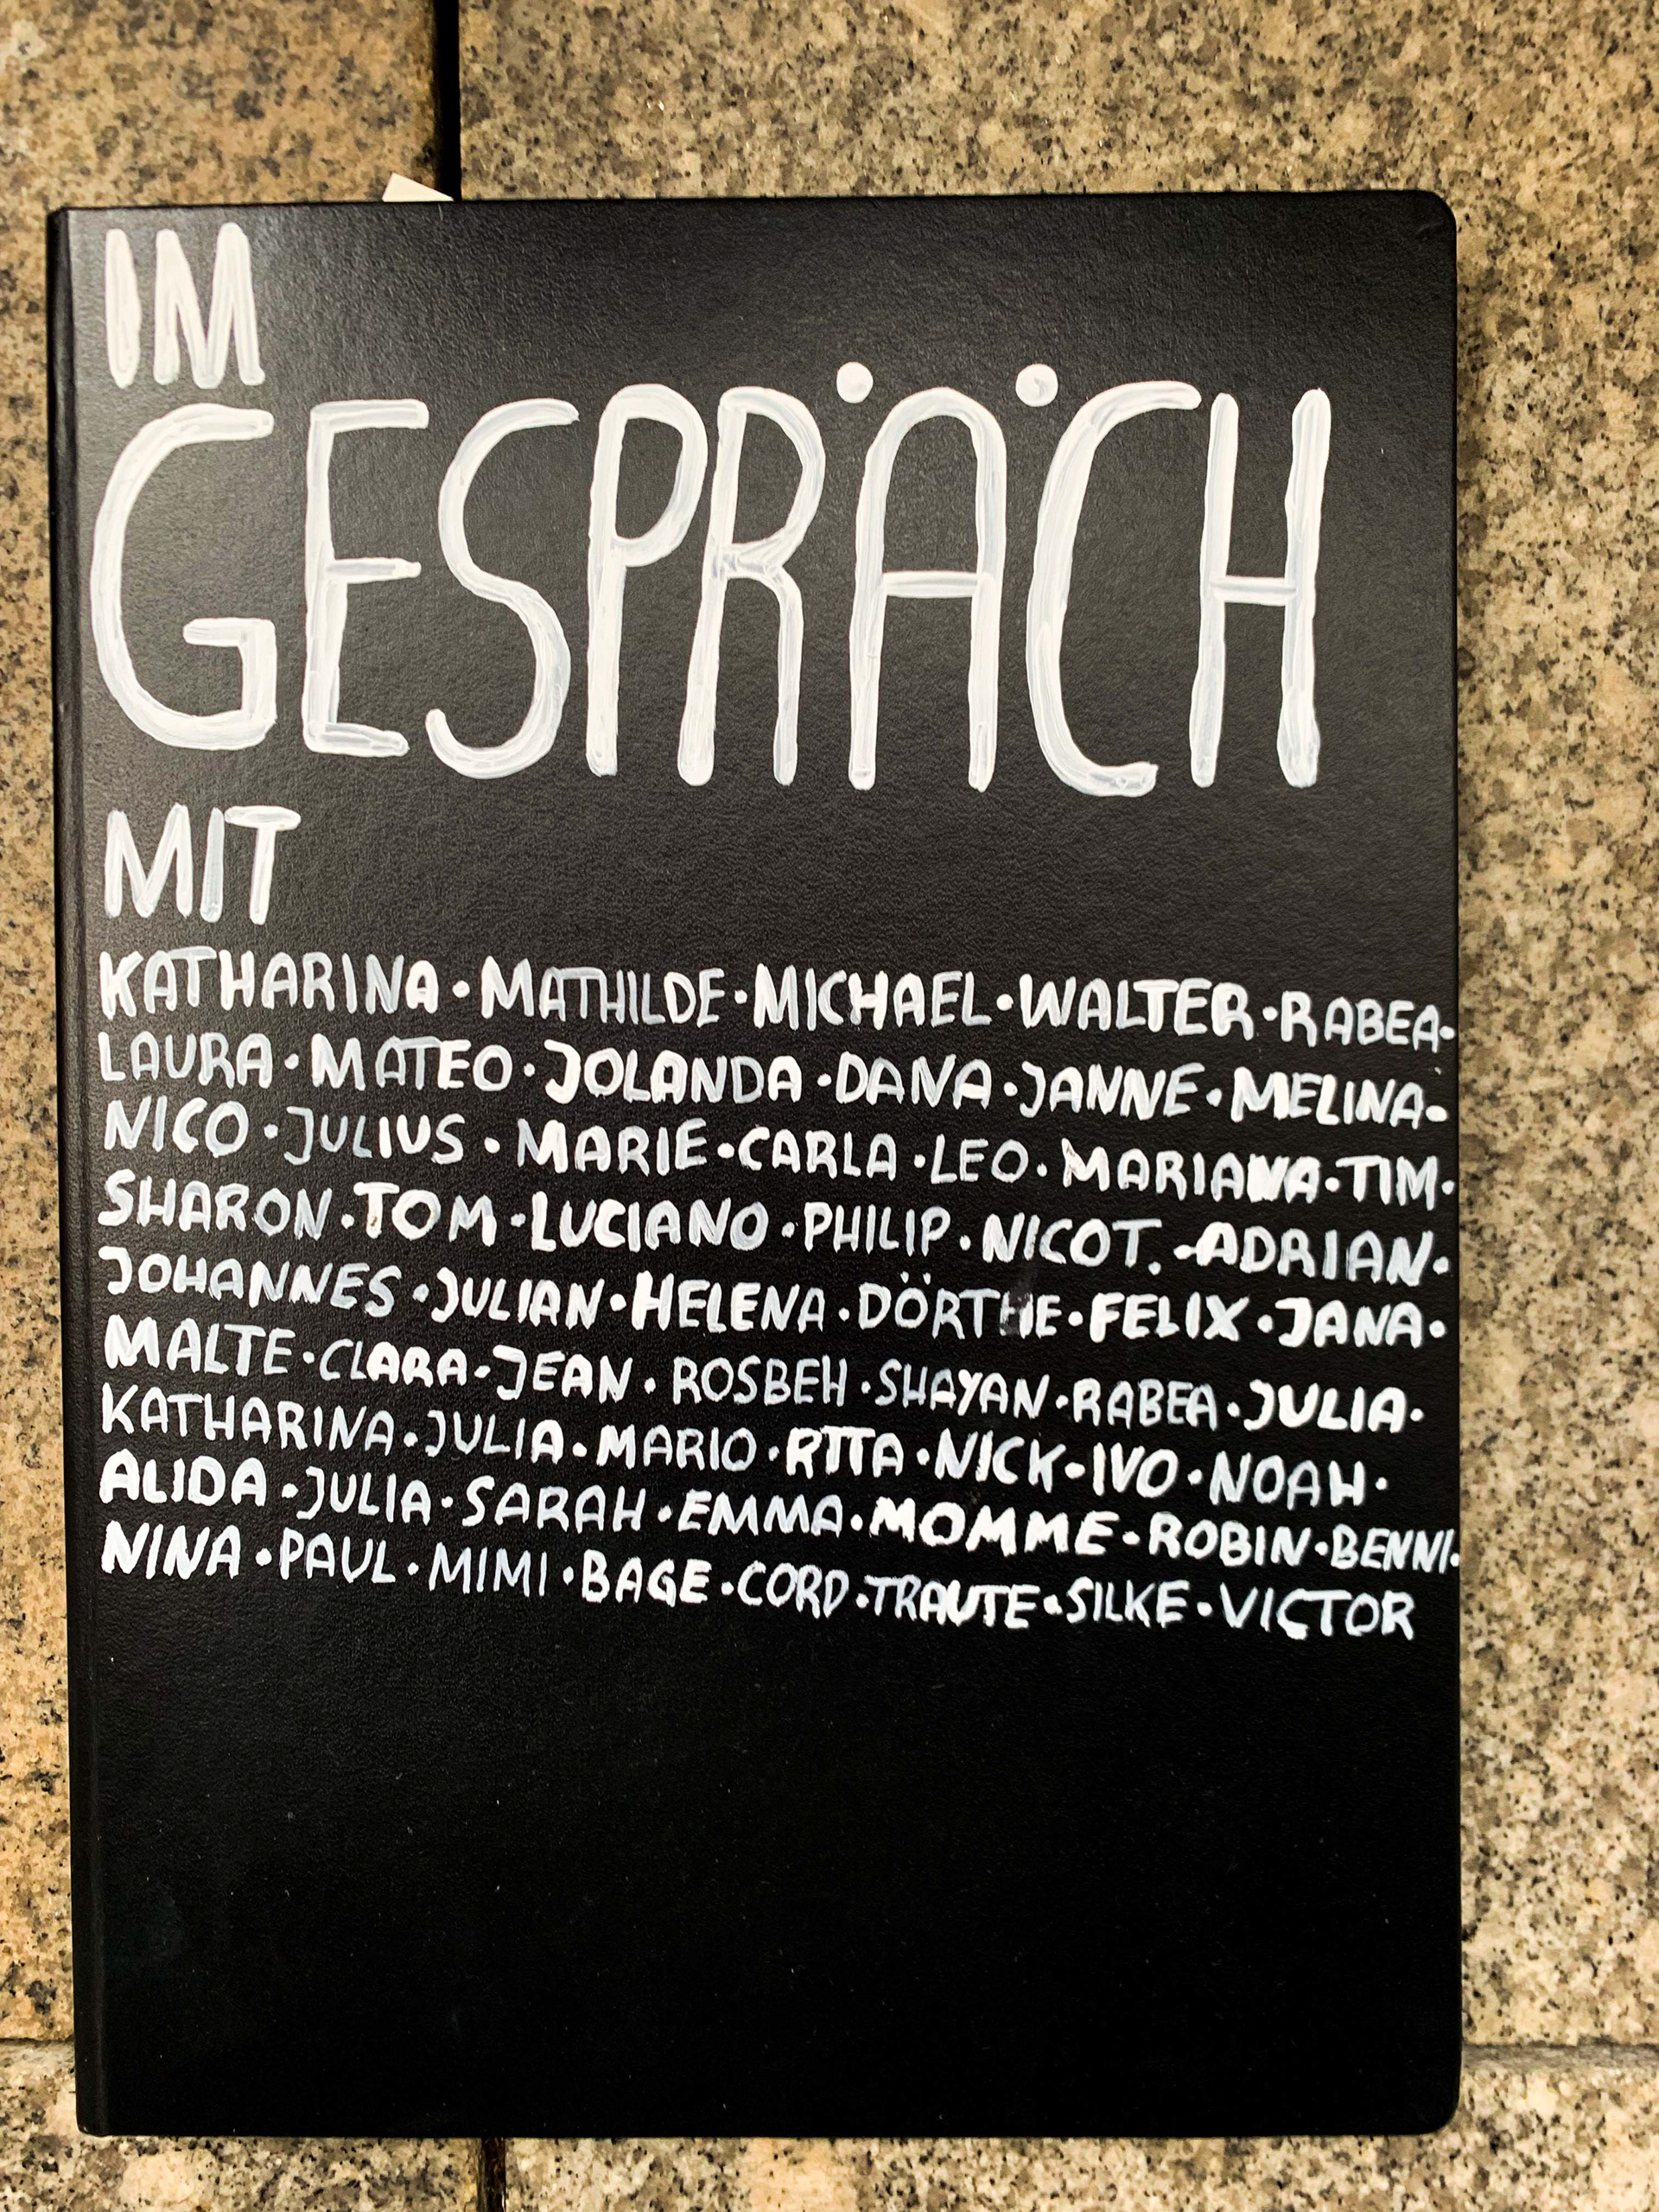 IM
GESPRÄCH
MIT
KATHARINA · MATHILDE · MICHAEL · WALTER · RABEA ·
LAURA · MATEO · JOLANDA · DANA · JANNE · MELINA ·
NICO · JULIUS · MARIE · CARLA · LEO · MARIANA · TIM ·
SHARON · TOM · LUCIANO · PHILIP · NICO T. · ADRIAN ·
JOHANNES · JULIAN · HELENA · DÖRTHE · FELIX · JANA ·
MALTE · CLARA · JEAN · ROSBEH · SHAYAN · RABEA · JULIA ·
KATHARINA · JULIA · MARIO · RITA · NICK · IVO · NOAH ·
ALIDA · JULIA · SARAH · EMMA · MOMME · ROBIN · BENNI ·
NINA · PAUL · MIMI · BAGE · CORD · TRAUTE · SILKE · VICTOR